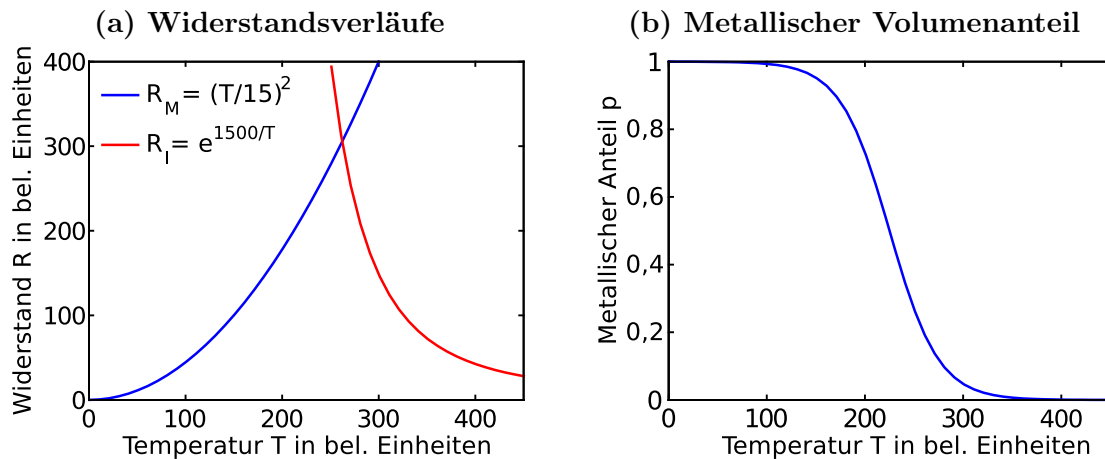 (a) Widerstandsverläufe
400
300
200
100
0
0 100 200 300 400
Widerstand R in bel. Einheiten
Temperatur T in bel. Einheiten
R_M = (T/15)^2
R_I = e^{1500/T}
(b) Metallischer Volumenanteil
1
0,8
0,6
0,4
0,2
0
0 100 200 300 400
Metallischer Anteil p
Temperatur T in bel. Einheiten